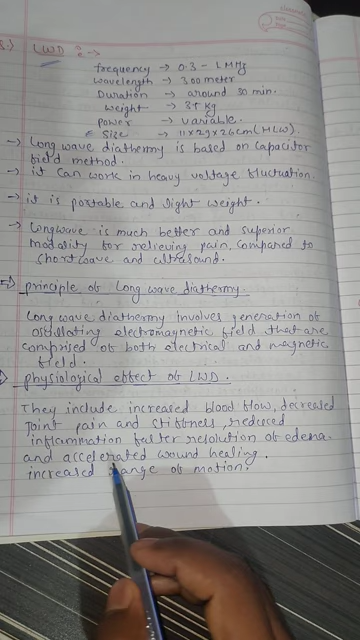 LWD :->
frequency -> 0.3 - 1 MHz
wavelength -> 300 meter
Duration -> around 30 min.
weight -> 3+ kg
power -> variable.
Size -> 11x29x26cm (HLW)
-> Long wave diathermy is based on capacitor
field method.
-> it can work in heavy voltage fluctuation.
-> it is portable and light weight.
-> Longwave is much better and superior
modality for relieving pain, compared to
shortwave and ultrasound.
-> principle of Long wave diathermy.
Long wave diathermy involves generation of
oscillating electromagnetic field that are
comprised of both electrical and magnetic
field.
physiological effect of LWD.
They include increased blood flow, decreased
Joint pain and stiffness, reduced
inflammation faster resolution of edema
and accelerated wound healing.
increased range of motion.